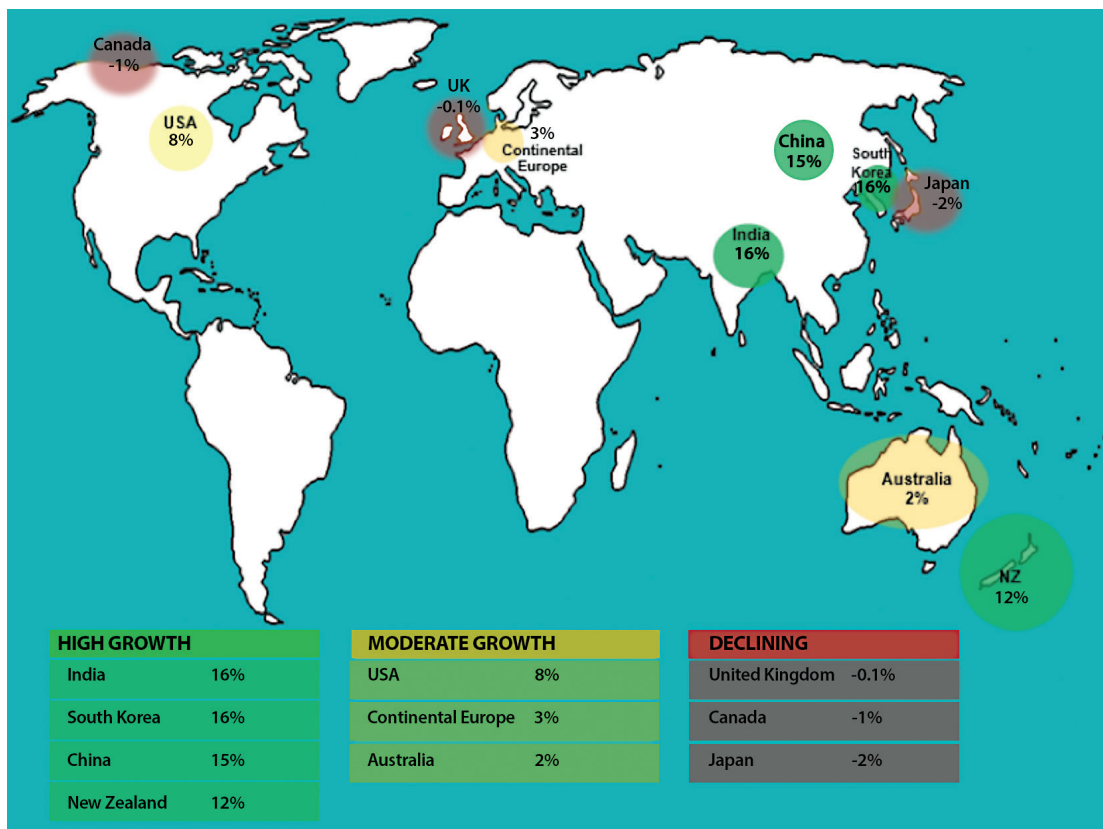 Canada
-1%
USA
8%
UK
-0.1%
3%
Continental
Europe
China
15%
South
Korea
16%
Japan
-2%
India
16%
Australia
2%
NZ
12%
HIGH GROWTH
India 16%
South Korea 16%
China 15%
New Zealand 12%
MODERATE GROWTH
USA 8%
Continental Europe 3%
Australia 2%
DECLINING
United Kingdom -0.1%
Canada -1%
Japan -2%